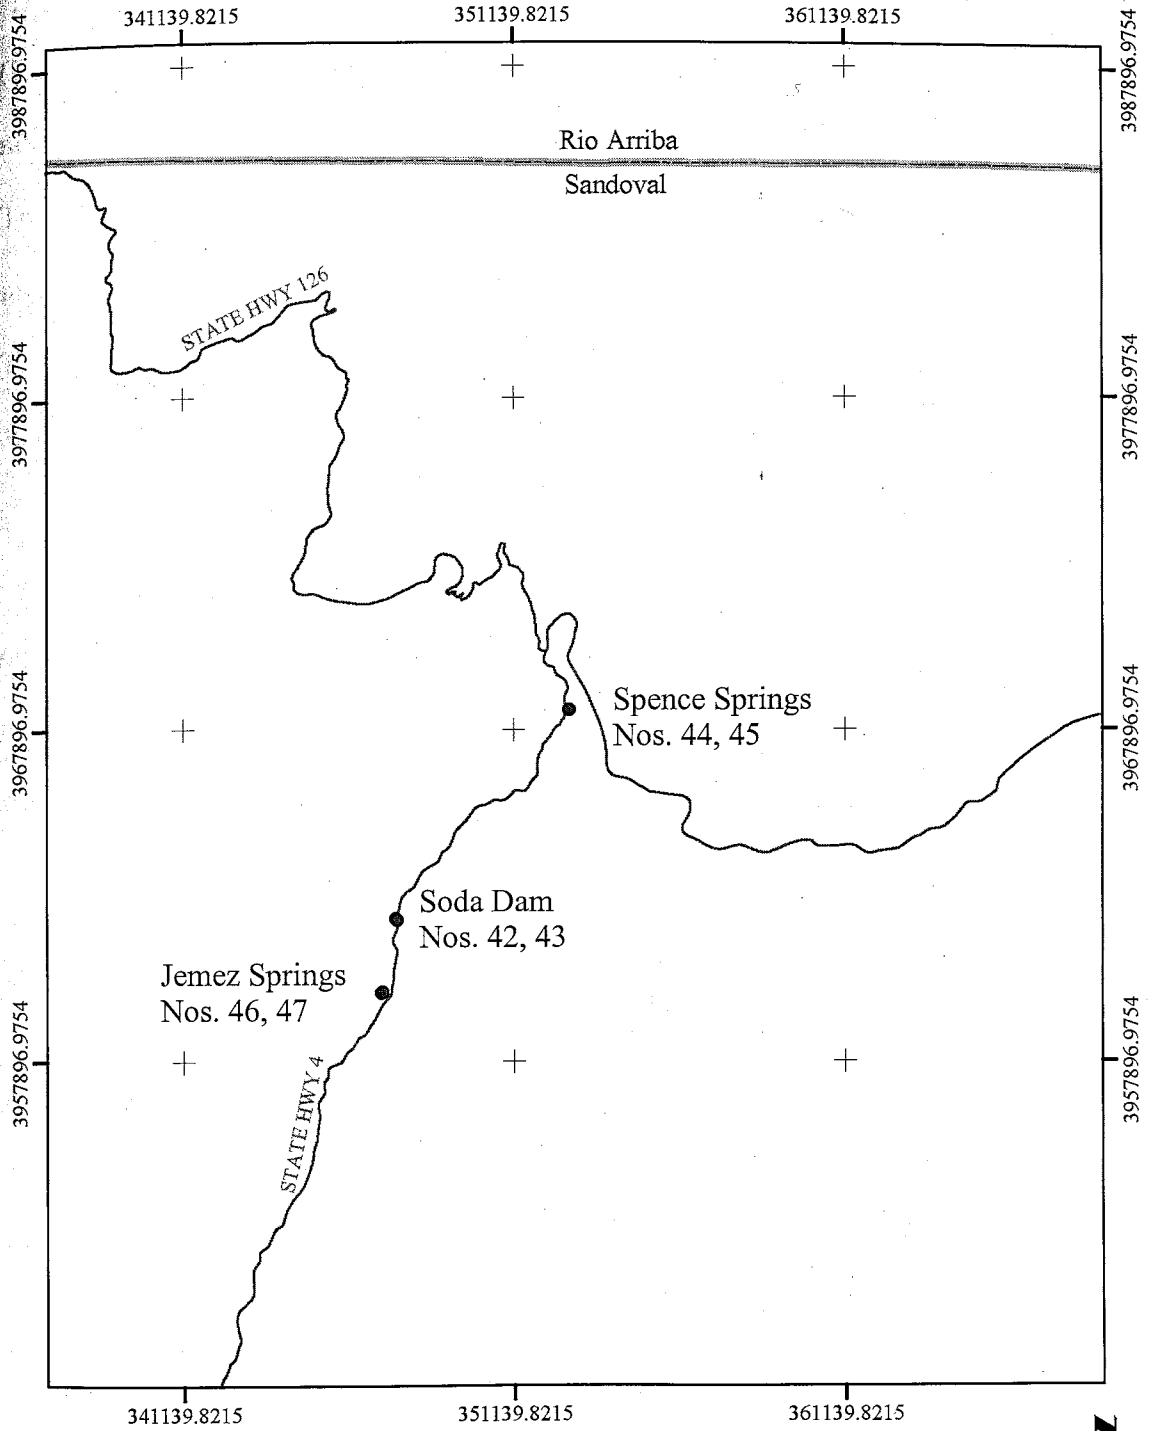 341139.8215 351139.8215 361139.8215
3987896.9754 3987896.9754
Rio Arriba
Sandoval
STATE HWY 126
3977896.9754 3977896.9754
Spence Springs
Nos. 44, 45
3967896.9754 3967896.9754
Soda Dam
Nos. 42, 43
Jemez Springs
Nos. 46, 47
3957896.9754 3957896.9754
STATE HWY 4
341139.8215 351139.8215 361139.8215